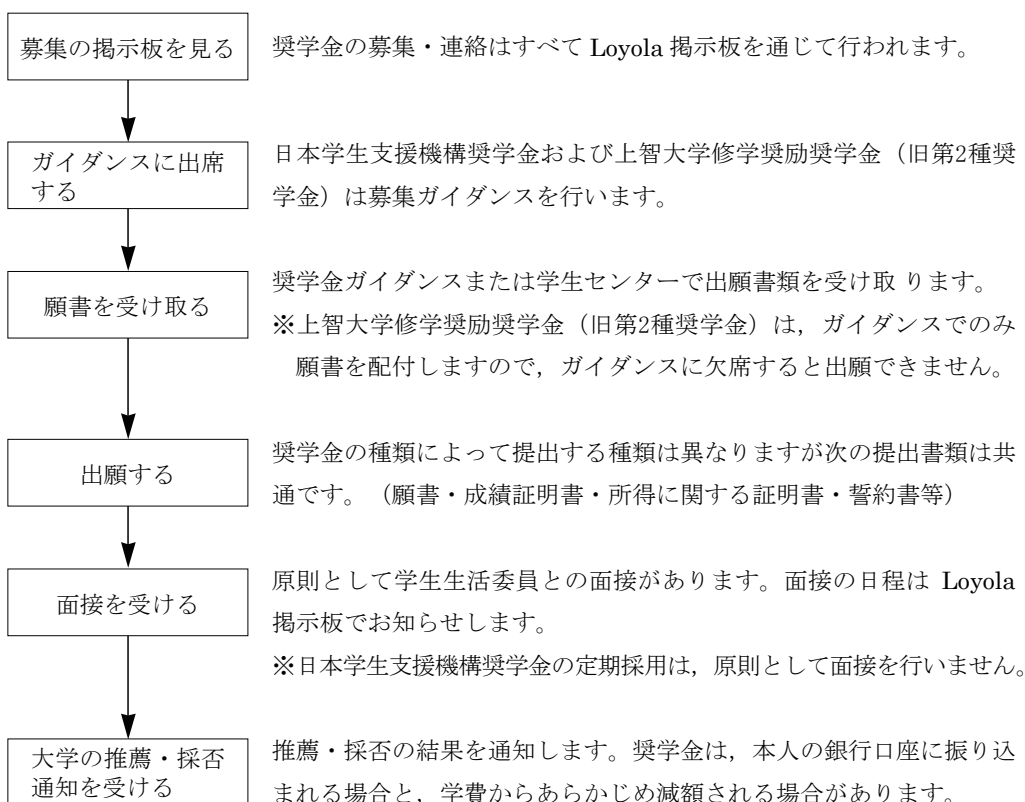 募集の掲示板を見る
奨学金の募集・連絡はすべて Loyola 掲示板を通じて行われます。
ガイダンスに出席
する
日本学生支援機構奨学金および上智大学修学奨励奨学金（旧第2種奨
学金）は募集ガイダンスを行います。
願書を受け取る
奨学金ガイダンスまたは学生センターで出願書類を受け取 ります。
※上智大学修学奨励奨学金（旧第2種奨学金）は，ガイダンスでのみ
願書を配付しますので，ガイダンスに欠席すると出願できません。
出願する
奨学金の種類によって提出する種類は異なりますが次の提出書類は共
通です。（願書・成績証明書・所得に関する証明書・誓約書等）
面接を受ける
原則として学生生活委員との面接があります。面接の日程は Loyola
掲示板でお知らせします。
※日本学生支援機構奨学金の定期採用は，原則として面接を行いません。
大学の推薦・採否
通知を受ける
推薦・採否の結果を通知します。奨学金は，本人の銀行口座に振り込
まれる場合と，学費からあらかじめ減額される場合があります。